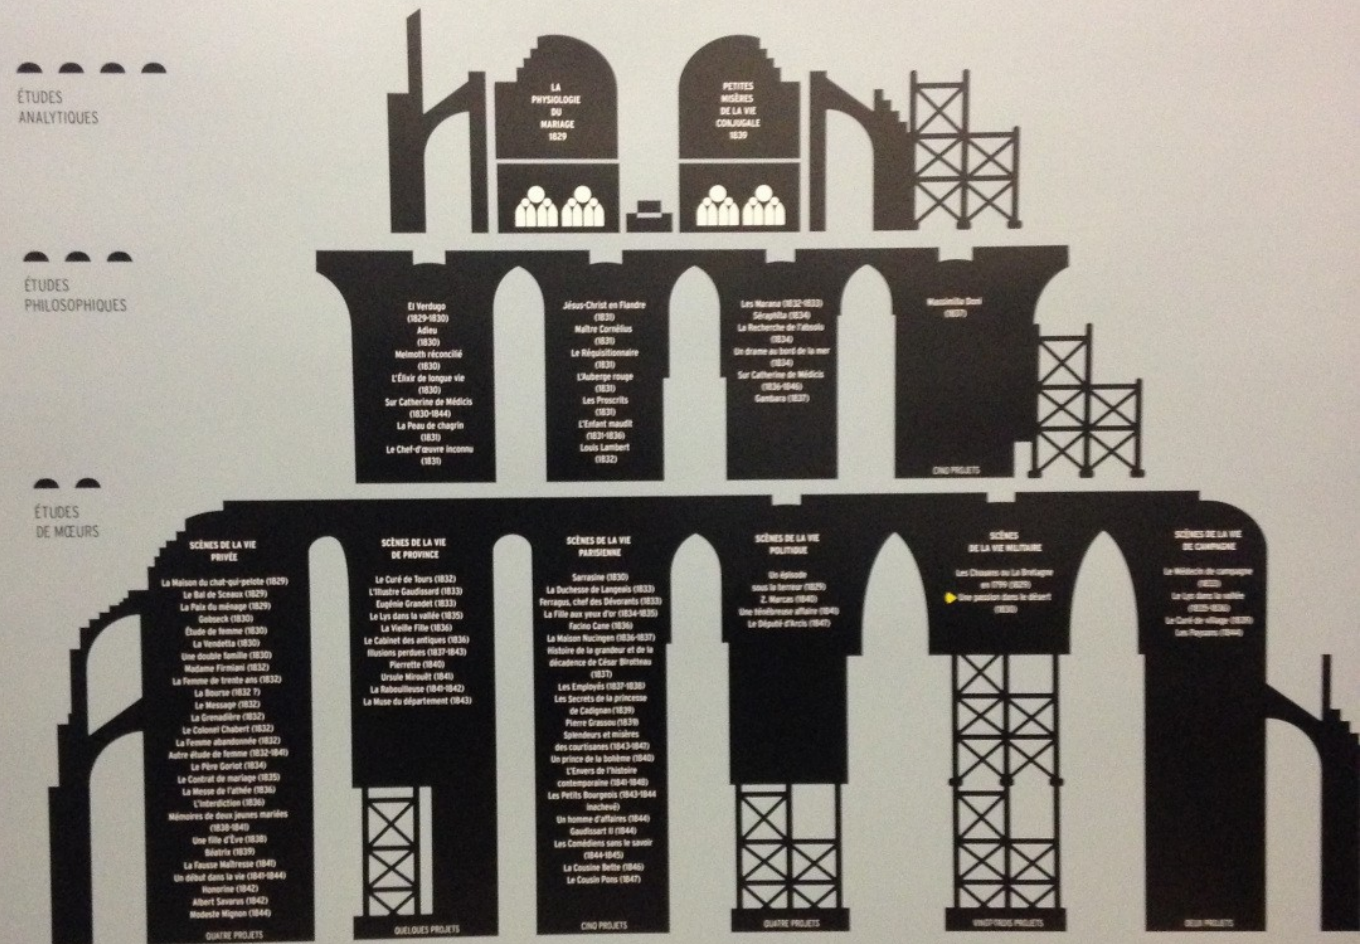 ÉTUDES
ANALYTIQUES
LA
PHYSIOLOGIE
DU
MARIAGE
1829
PETITES
MISÈRES
DE LA VIE
CONJUGALE
1839
ÉTUDES
PHILOSOPHIQUES
El Verdugo
(1829-1830)
Adieu
(1830)
Melmoth réconcilié
(1830)
L'Élixir de longue vie
(1830)
Sur Catherine de Médicis
(1830-1844)
La Peau de chagrin
(1831)
Le Chef-d'œuvre inconnu
(1831)
Jésus-Christ en Flandre
(1831)
Maître Cornélius
(1831)
Le Réquisitionnaire
(1831)
L'Auberge rouge
(1831)
Les Proscrits
(1831)
L'Enfant maudit
(1831-1836)
Louis Lambert
(1832)
Les Marana (1832-1833)
Séraphîta (1834)
La Recherche de l'absolu
(1834)
Un drame au bord de la mer
(1834)
Sur Catherine de Médicis
(1836-1846)
Gambara (1837)
Massimilla Doni
(1837)
CINQ PROJETS
ÉTUDES
DE MŒURS
SCÈNES DE LA VIE
PRIVÉE
La Maison du chat-qui-pelote (1829)
Le Bal de Sceaux (1829)
La Paix du ménage (1829)
Gobseck (1830)
Étude de femme (1830)
La Vendetta (1830)
Une double famille (1830)
Madame Firmiani (1832)
La Femme de trente ans (1832)
La Bourse (1832 ?)
Le Message (1832)
La Grenadière (1832)
Le Colonel Chabert (1832)
La Femme abandonnée (1832)
Autre étude de femme (1832-1841)
Le Père Goriot (1834)
Le Contrat de mariage (1835)
La Messe de l'athée (1836)
L'Interdiction (1836)
Mémoires de deux jeunes mariées
(1838-1841)
Une fille d'Ève (1838)
Béatrix (1839)
La Fausse Maîtresse (1841)
Un début dans la vie (1841-1844)
Honorine (1842)
Albert Savarus (1842)
Modeste Mignon (1844)
QUATRE PROJETS
SCÈNES DE LA VIE
DE PROVINCE
Le Curé de Tours (1832)
L'Illustre Gaudissard (1833)
Eugénie Grandet (1833)
Le Lys dans la vallée (1835)
La Vieille Fille (1836)
Le Cabinet des antiques (1836)
Illusions perdues (1837-1843)
Pierrette (1840)
Ursule Mirouët (1841)
La Rabouilleuse (1841-1842)
La Muse du département (1843)
QUELQUES PROJETS
SCÈNES DE LA VIE
PARISIENNE
Sarrasine (1830)
La Duchesse de Langeais (1833)
Ferragus, chef des Dévorants (1833)
La Fille aux yeux d'or (1834-1835)
Facino Cane (1836)
La Maison Nucingen (1836-1837)
Histoire de la grandeur et de la
décadence de César Birotteau
(1837)
Les Employés (1837-1838)
Les Secrets de la princesse
de Cadignan (1839)
Pierre Grassou (1839)
Splendeurs et misères
des courtisanes (1843-1847)
Un prince de la bohème (1840)
L'Envers de l'histoire
contemporaine (1841-1848)
Les Petits Bourgeois (1843-1844
inachevé)
Un homme d'affaires (1844)
Gaudissart II (1844)
Les Comédiens sans le savoir
(1844-1845)
La Cousine Bette (1846)
Le Cousin Pons (1847)
CINQ PROJETS
SCÈNES DE LA VIE
POLITIQUE
Un épisode
sous la terreur (1829)
Z. Marcas (1840)
Une ténébreuse affaire (1841)
Le Député d'Arcis (1847)
QUATRE PROJETS
SCÈNES
DE LA VIE MILITAIRE
Les Chouans ou La Bretagne
en 1799 (1829)
Une passion dans le désert
(1830)
VINGT-TROIS PROJETS
SCÈNES DE LA VIE
DE CAMPAGNE
Le Médecin de campagne
(1833)
Le Lys dans la vallée
(1835-1836)
Le Curé de village
Les Paysans (1844)
DEUX PROJETS